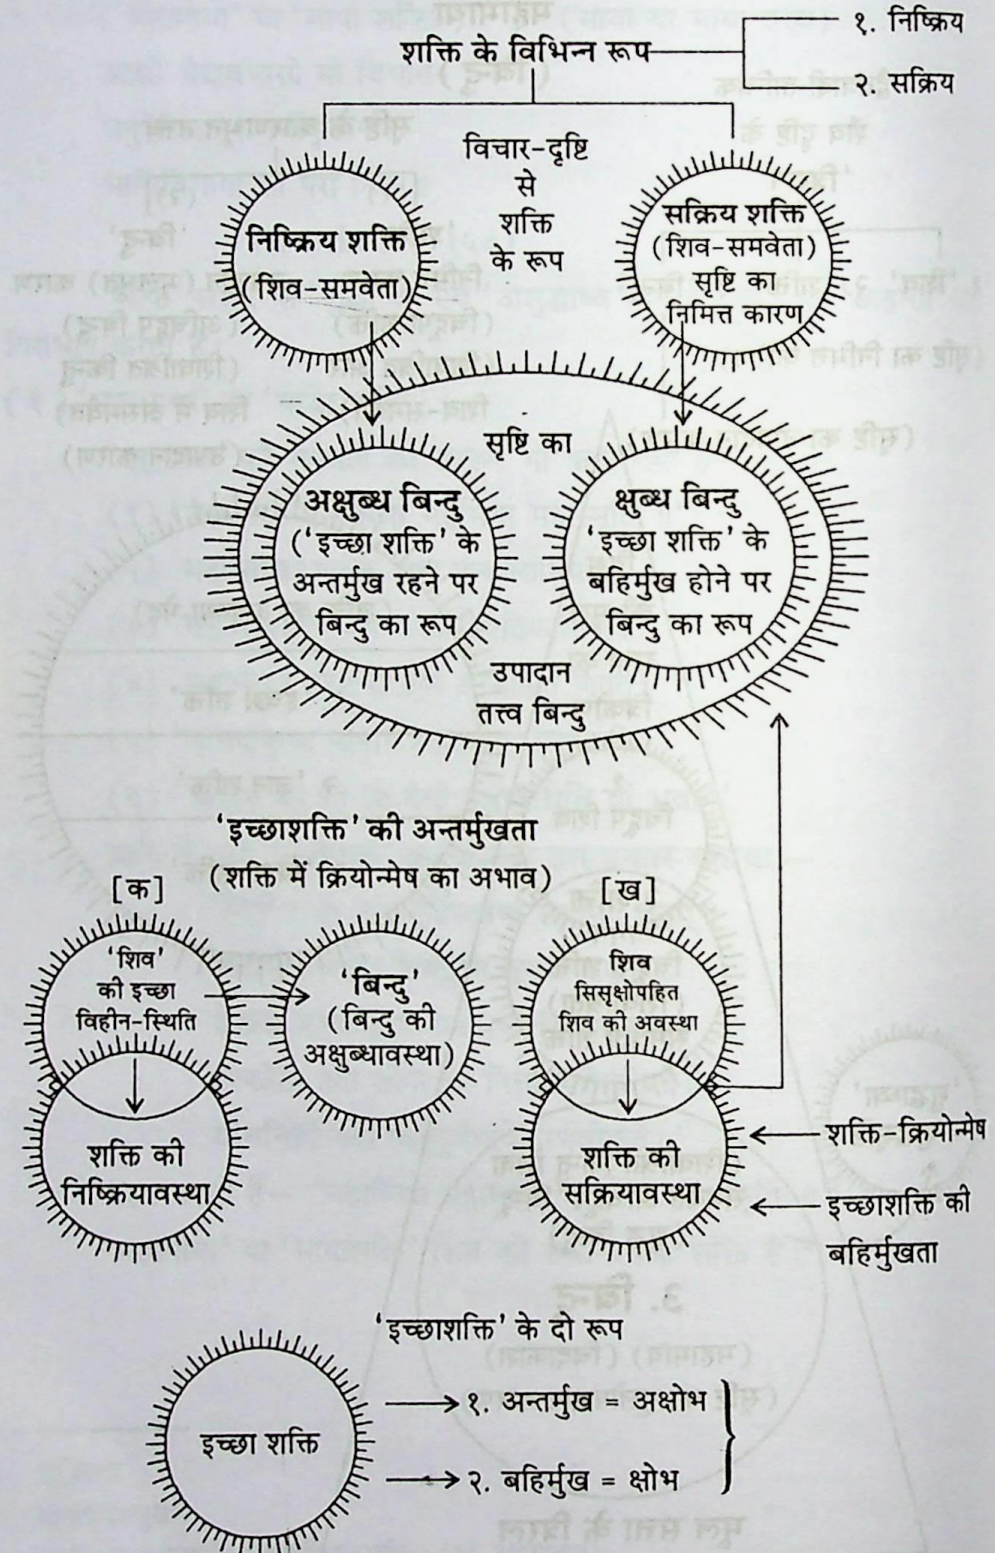 शक्ति के विभिन्न रूप
१. निष्क्रिय
२. सक्रिय
विचार-दृष्टि
से
शक्ति
के रूप
निष्क्रिय शक्ति
(शिव-समवेता)
सक्रिय शक्ति
(शिव-समवेता)
सृष्टि का
निमित्त कारण
सृष्टि का
अक्षुब्ध बिन्दु
('इच्छा शक्ति' के
अन्तर्मुख रहने पर
बिन्दु का रूप
क्षुब्ध बिन्दु
'इच्छा शक्ति' के
बहिर्मुख होने पर
बिन्दु का रूप
उपादान
तत्त्व बिन्दु
'इच्छाशक्ति' की अन्तर्मुखता
(शक्ति में क्रियोन्मेष का अभाव)
[क]
[ख]
'शिव'
की इच्छा
विहीन-स्थिति
'बिन्दु'
(बिन्दु की
अक्षुब्धावस्था)
शिव
सिसृक्षोपहित
शिव की अवस्था
शक्ति की
निष्क्रियावस्था
शक्ति की
सक्रियावस्था
शक्ति-क्रियोन्मेष
इच्छाशक्ति की
बहिर्मुखता
'इच्छाशक्ति' के दो रूप
इच्छा शक्ति
१. अन्तर्मुख = अक्षोभ
२. बहिर्मुख = क्षोभ